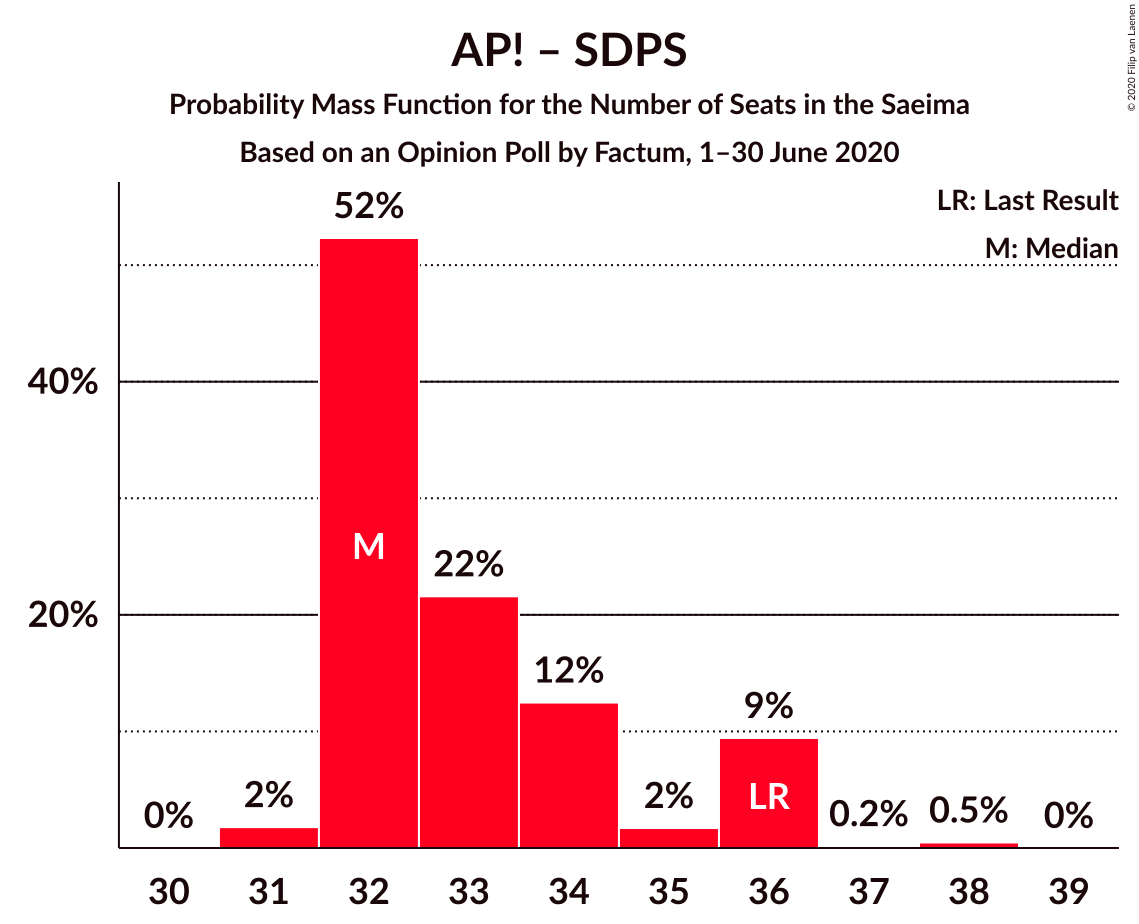 AP! – SDPS
Probability Mass Function for the Number of Seats in the Saeima
Based on an Opinion Poll by Factum, 1–30 June 2020
© 2020 Filip van Laenen
LR: Last Result
M: Median
40%
20%
0%
2%
52%
22%
12%
2%
9%
0.2%
0.5%
0%
M
LR
30 31 32 33 34 35 36 37 38 39